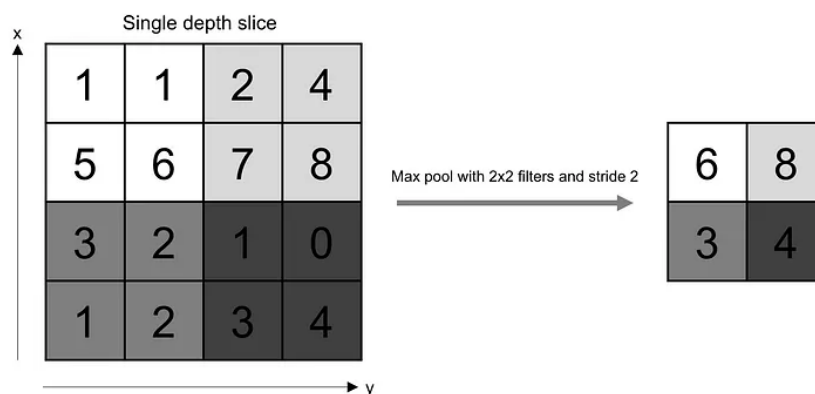 Single depth slice
x
1 1 2 4
5 6 7 8
3 2 1 0
1 2 3 4
y
Max pool with 2x2 filters and stride 2
6 8
3 4